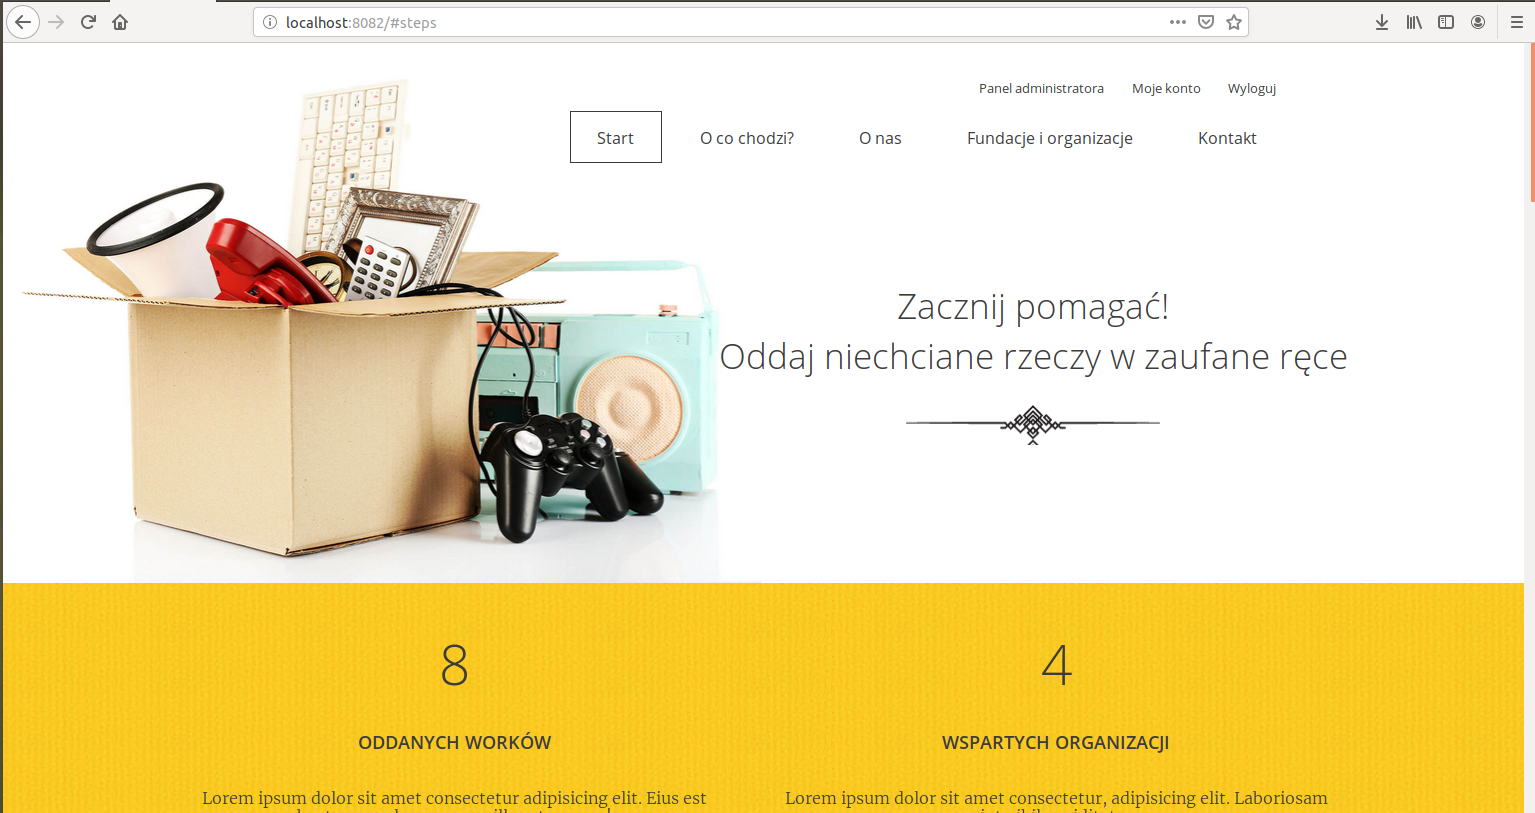 localhost:8082/#steps
Panel administratora Moje konto Wyloguj
Start O co chodzi? O nas Fundacje i organizacje Kontakt
Zacznij pomagać!
Oddaj niechciane rzeczy w zaufane ręce
8
4
ODDANYCH WORKÓW
WSPARTYCH ORGANIZACJI
Lorem ipsum dolor sit amet consectetur adipisicing elit. Eius est
Lorem ipsum dolor sit amet consectetur, adipisicing elit. Laboriosam